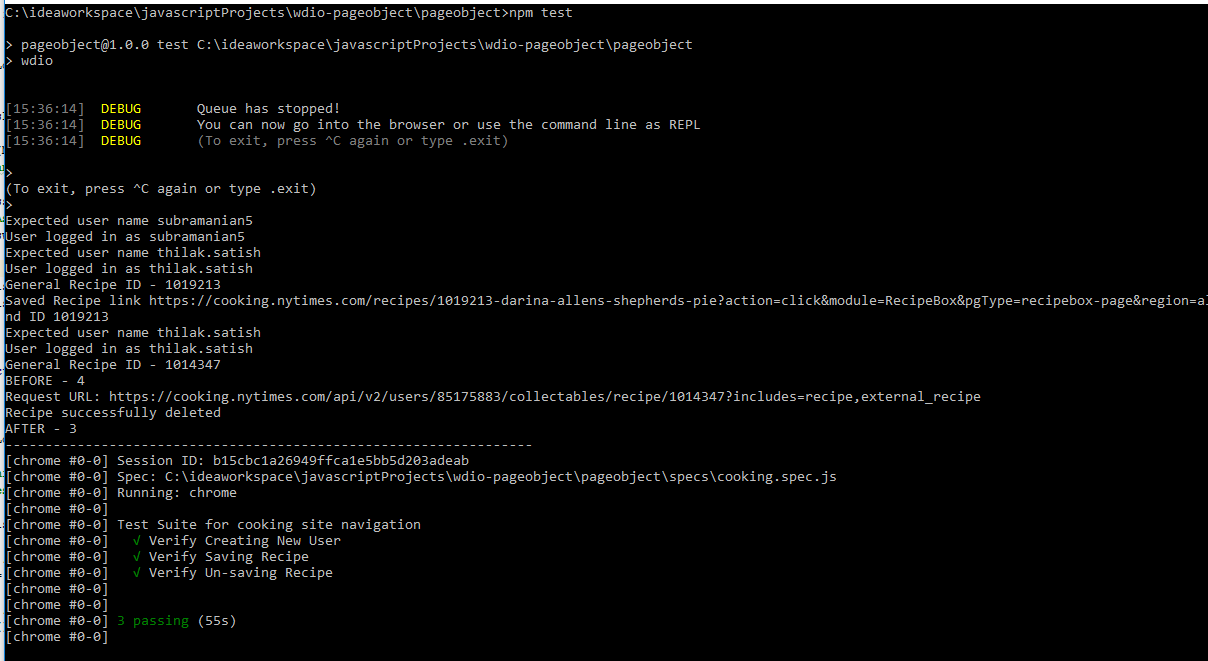 C:\ideaworkspace\javascriptProjects\wdio-pageobject\pageobject>npm test
> pageobject@1.0.0 test C:\ideaworkspace\javascriptProjects\wdio-pageobject\pageobject
> wdio
[15:36:14]  DEBUG       Queue has stopped!
[15:36:14]  DEBUG       You can now go into the browser or use the command line as REPL
[15:36:14]  DEBUG       (To exit, press ^C again or type .exit)
>
(To exit, press ^C again or type .exit)
>
Expected user name subramanian5
User logged in as subramanian5
Expected user name thilak.satish
User logged in as thilak.satish
General Recipe ID - 1019213
Saved Recipe link https://cooking.nytimes.com/recipes/1019213-darina-allens-shepherds-pie?action=click&module=RecipeBox&pgType=recipebox-page&region=al
nd ID 1019213
Expected user name thilak.satish
User logged in as thilak.satish
General Recipe ID - 1014347
BEFORE - 4
Request URL: https://cooking.nytimes.com/api/v2/users/85175883/collectables/recipe/1014347?includes=recipe,external_recipe
Recipe successfully deleted
AFTER - 3
------------------------------------------------------------------
[chrome #0-0] Session ID: b15cbc1a26949ffca1e5bb5d203adeab
[chrome #0-0] Spec: C:\ideaworkspace\javascriptProjects\wdio-pageobject\pageobject\specs\cooking.spec.js
[chrome #0-0] Running: chrome
[chrome #0-0]
[chrome #0-0] Test Suite for cooking site navigation
[chrome #0-0]   √ Verify Creating New User
[chrome #0-0]   √ Verify Saving Recipe
[chrome #0-0]   √ Verify Un-saving Recipe
[chrome #0-0]
[chrome #0-0]
[chrome #0-0] 3 passing (55s)
[chrome #0-0]